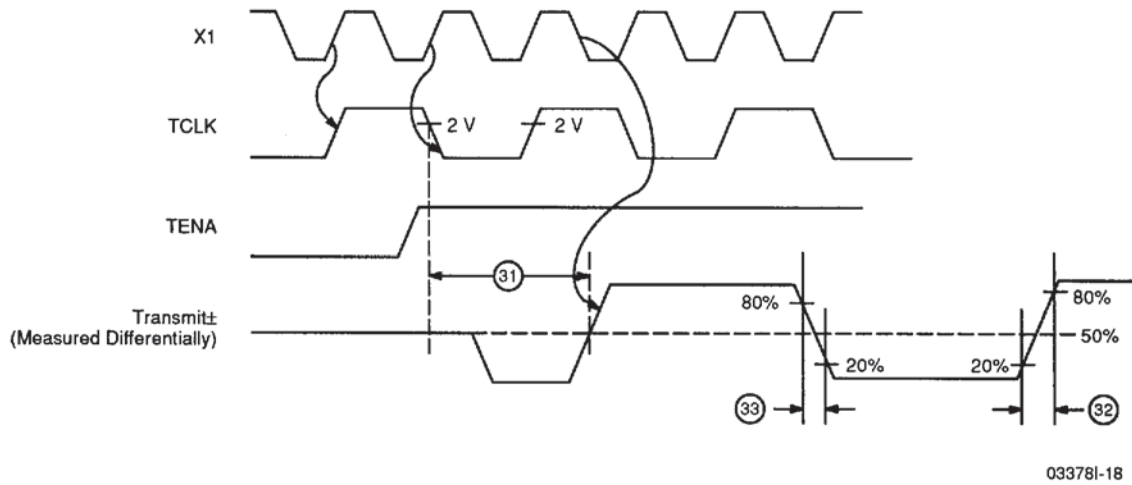 X1
TCLK
2 V
2 V
TENA
31
Transmit±
(Measured Differentially)
80%
80%
50%
20%
20%
33
32
03378I-18